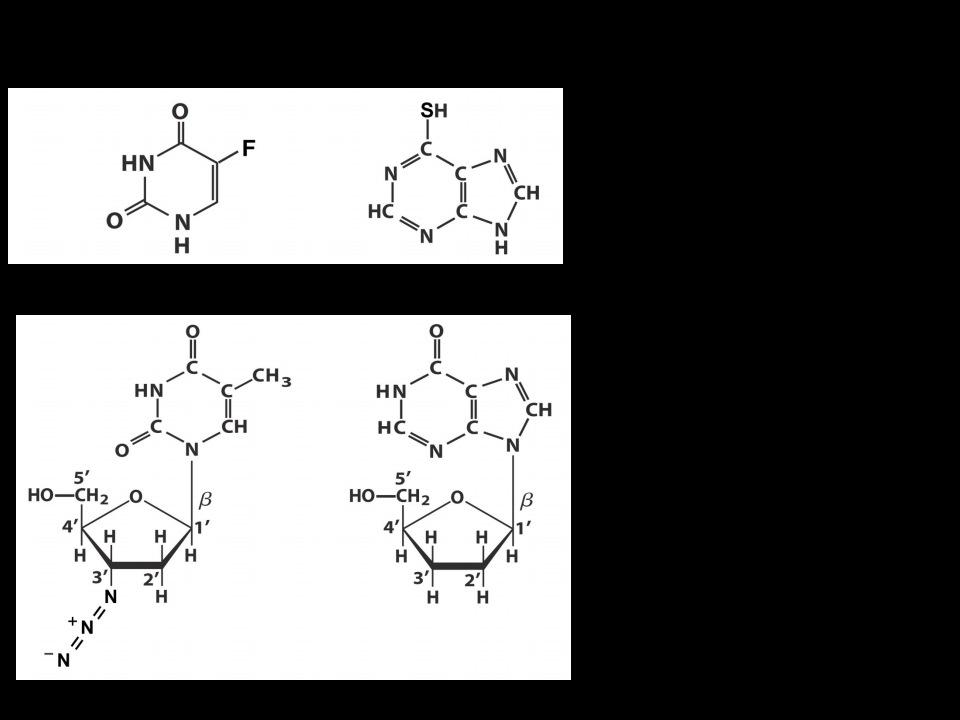 O SH
HN F C N
N C CH
O N HC C N
H N H
O O
C CH3 C N
HN C HN C CH
C CH HC C
O N N N
5′ 5′
HO CH2 O β HO CH2 O β
4′ H H 1′ 4′ H H 1′
H H H H
3′ 2′ 3′ 2′
N H H H
+ N
− N